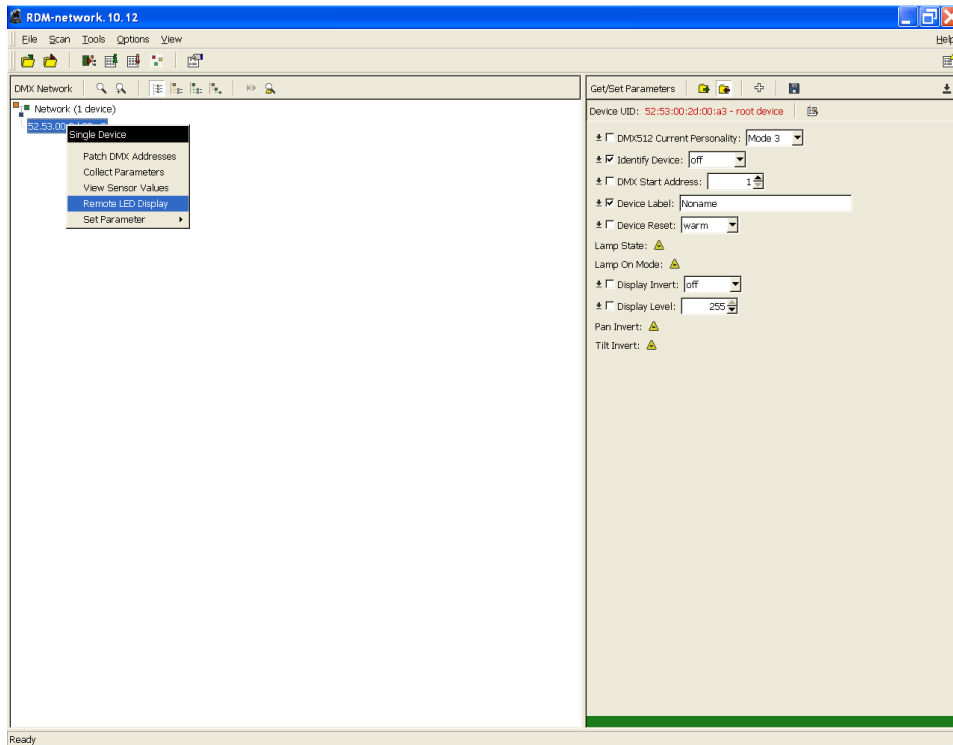 RDM-network.10.12
File Scan Tools Options View Help
DMX Network
Get/Set Parameters
Network (1 device)
Device UID: 52:53:00:2d:00:a3 - root device
Single Device
Patch DMX Addresses
Collect Parameters
View Sensor Values
Remote LED Display
Set Parameter
DMX512 Current Personality: Mode 3
Identify Device: off
DMX Start Address: 1
Device Label: Noname
Device Reset: warm
Lamp State:
Lamp On Mode:
Display Invert: off
Display Level: 255
Pan Invert:
Tilt Invert:
Ready